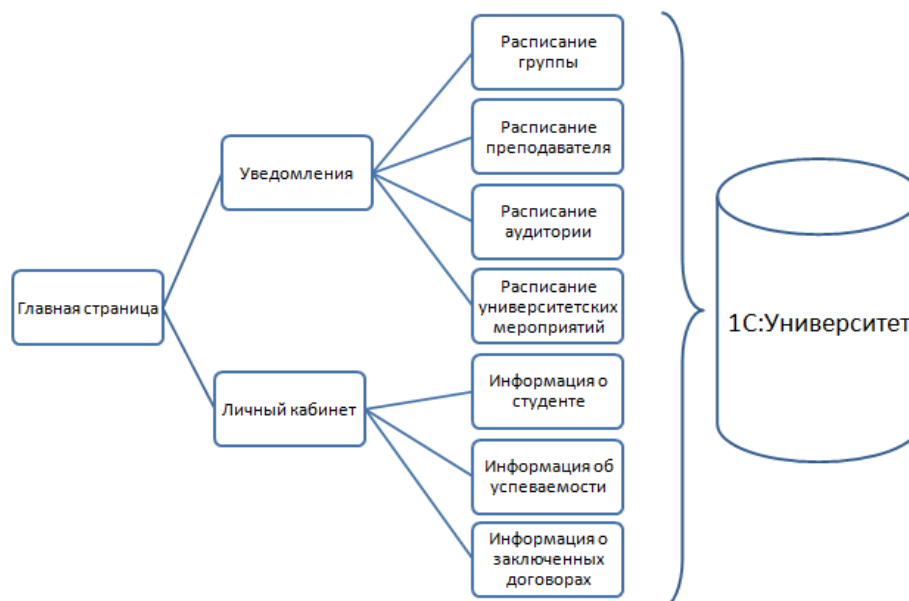 Расписание
группы
Расписание
преподавателя
Уведомления
Расписание
аудитории
Главная страница
Расписание
университетских
мероприятий
1С:Университет
Личный кабинет
Информация о
студенте
Информация об
успеваемости
Информация о
заключенных
договорах